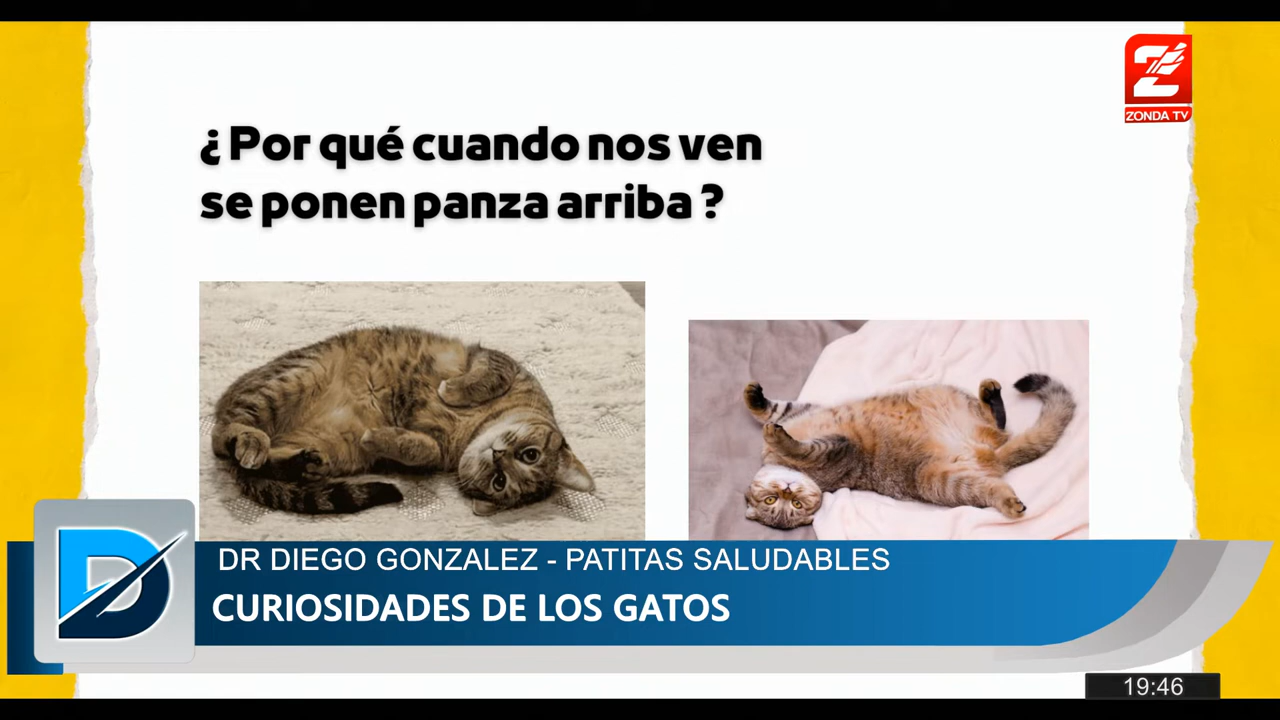 ZONDA TV
¿Por qué cuando nos ven
se ponen panza arriba?
DR DIEGO GONZALEZ - PATITAS SALUDABLES
CURIOSIDADES DE LOS GATOS
19:46